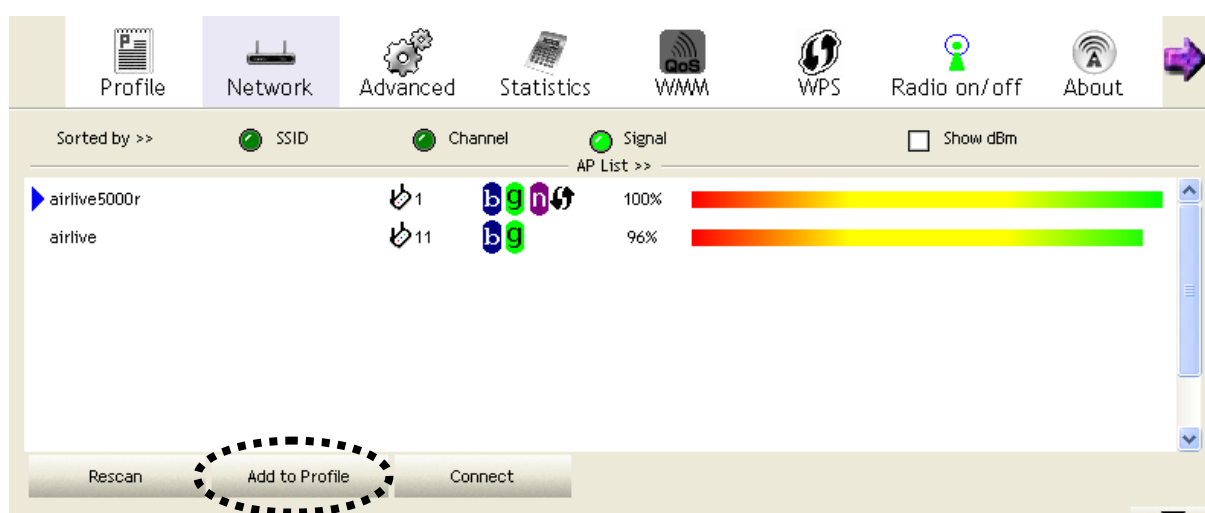 P
QoS
A
Profile Network Advanced Statistics WMM WPS Radio on/off About
Sorted by >> SSID Channel Signal Show dBm
AP List >>
airlive5000r 1 b g n 100%
airlive 11 b g 96%
Rescan Add to Profile Connect